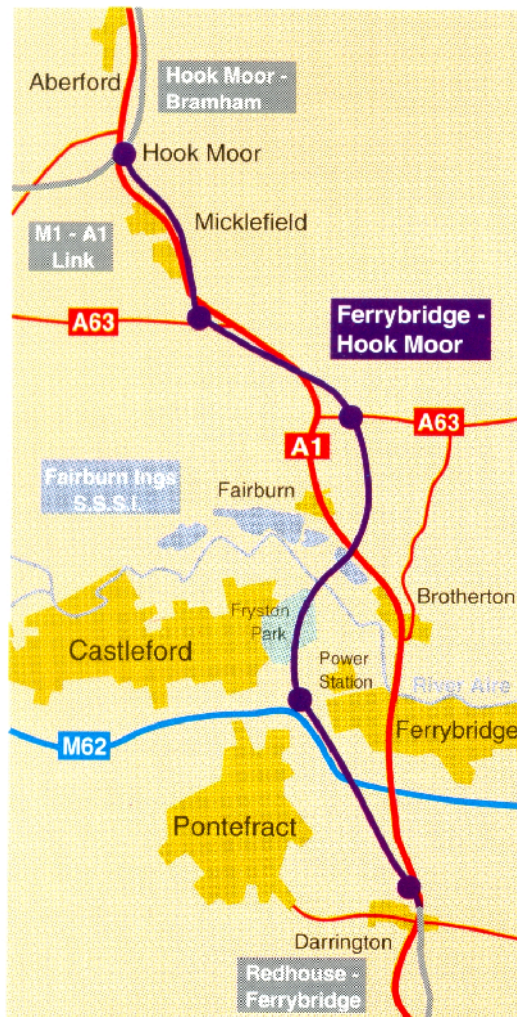 Aberford
Hook Moor -
Bramham
Hook Moor
Micklefield
M1 - A1
Link
A63
Ferrybridge -
Hook Moor
A63
A1
Fairburn Ings
S.S.S.I.
Fairburn
Brotherton
Fryston
Park
Castleford
Power
Station
River Aire
Ferrybridge
M62
Pontefract
Darrington
Redhouse -
Ferrybridge